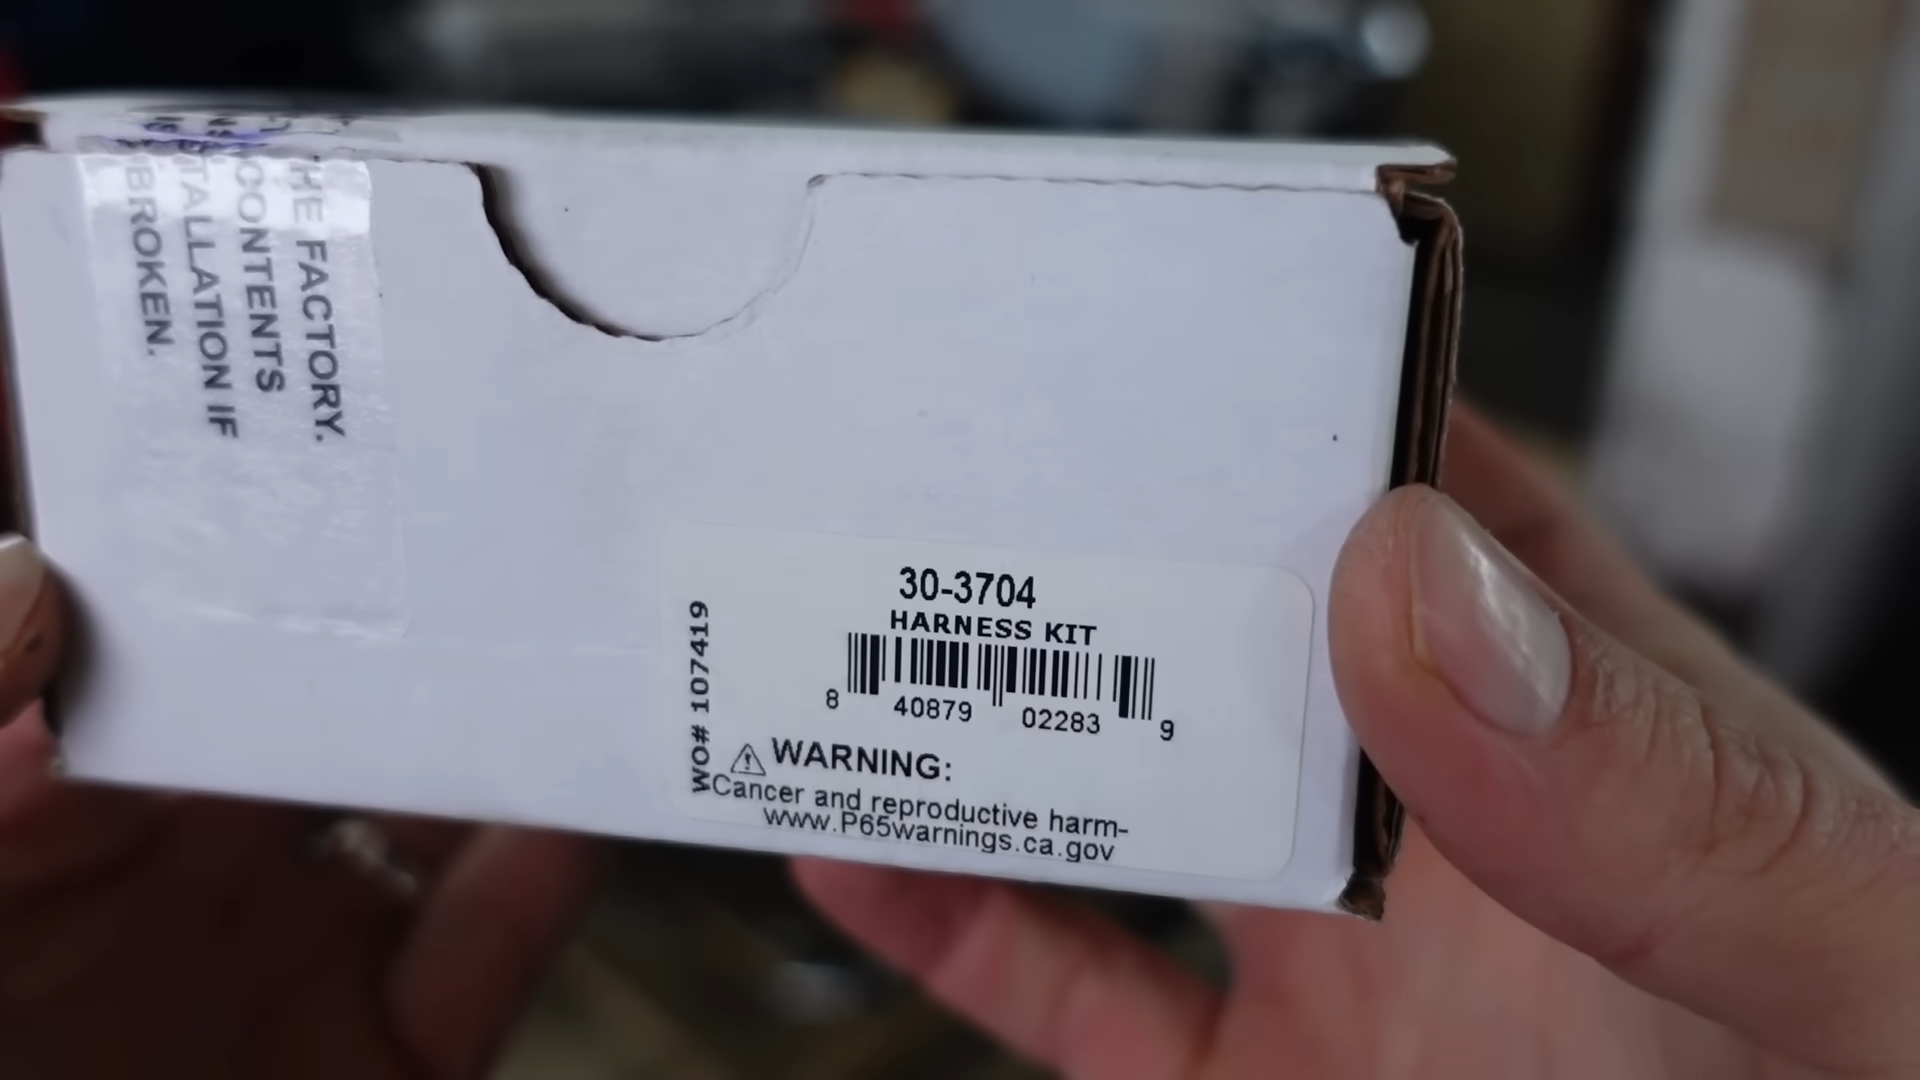 HE FACTORY.
CONTENTS
TALLATION IF
BROKEN.
30-3704
HARNESS KIT
8 40879 02283 9
WO# 107419
WARNING:
Cancer and reproductive harm-
www.P65warnings.ca.gov